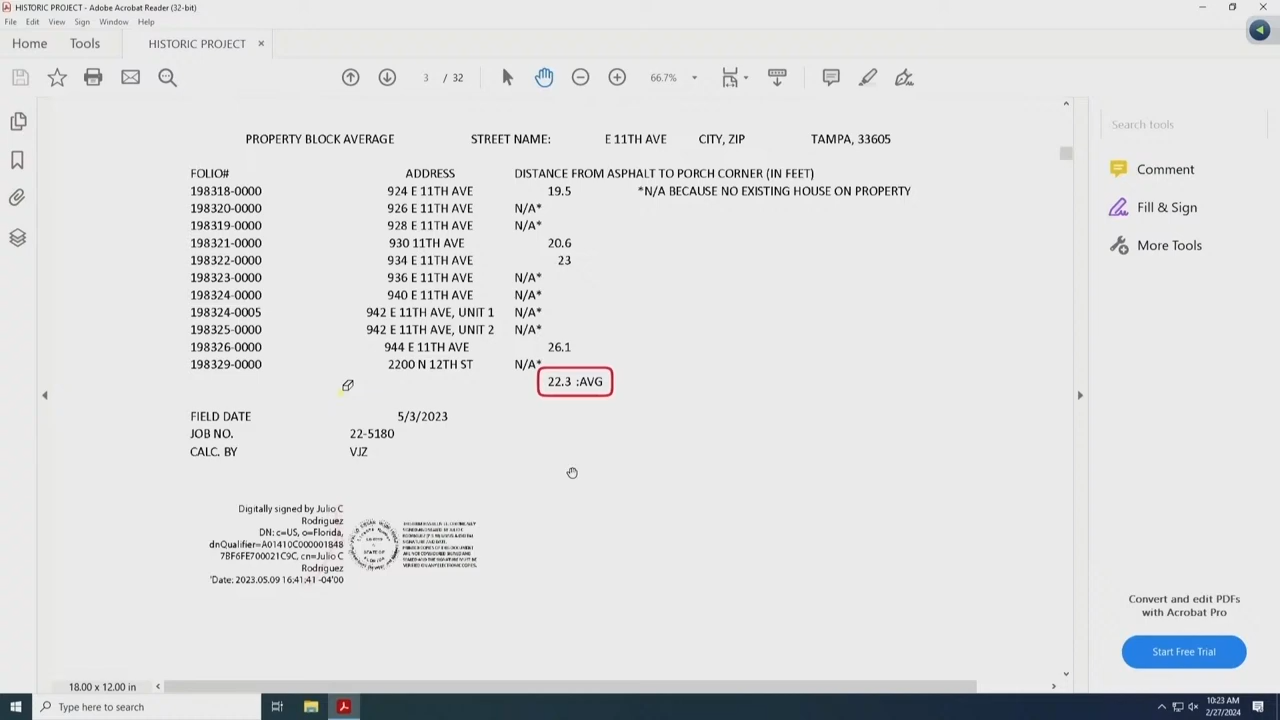 HISTORIC PROJECT - Adobe Acrobat Reader (32-bit)
File Edit View Sign Window Help
Home Tools HISTORIC PROJECT ×
3 / 32 66.7%
PROPERTY BLOCK AVERAGE STREET NAME: E 11TH AVE CITY, ZIP TAMPA, 33605
FOLIO# ADDRESS DISTANCE FROM ASPHALT TO PORCH CORNER (IN FEET)
198318-0000 924 E 11TH AVE 19.5 *N/A BECAUSE NO EXISTING HOUSE ON PROPERTY
198320-0000 926 E 11TH AVE N/A*
198319-0000 928 E 11TH AVE N/A*
198321-0000 930 11TH AVE 20.6
198322-0000 934 E 11TH AVE 23
198323-0000 936 E 11TH AVE N/A*
198324-0000 940 E 11TH AVE N/A*
198324-0005 942 E 11TH AVE, UNIT 1 N/A*
198325-0000 942 E 11TH AVE, UNIT 2 N/A*
198326-0000 944 E 11TH AVE 26.1
198329-0000 2200 N 12TH ST N/A*
22.3 :AVG
FIELD DATE 5/3/2023
JOB NO. 22-5180
CALC. BY VJZ
Digitally signed by Julio C
Rodriguez
DN: c=US, o=Florida,
dnQualifier=A01410C000001848
7BF6FE700021C9C, cn=Julio C
Rodriguez
'Date: 2023.05.09 16:41:41 -04'00
Search tools
Comment
Fill & Sign
More Tools
Convert and edit PDFs
with Acrobat Pro
Start Free Trial
18.00 x 12.00 in
Type here to search
10:23 AM
2/27/2024